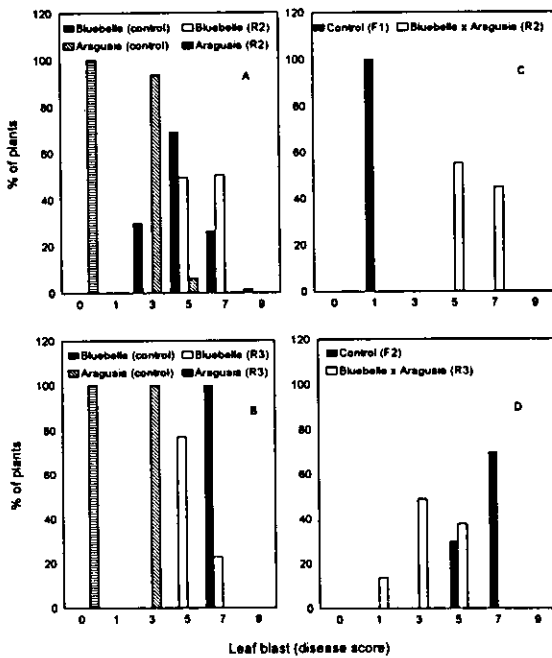 Bluebelle (control) Bluebelle (R2)
Araguaia (control) Araguaia (R2)
A
% of plants
120
100
80
60
40
20
0
0 1 3 5 7 9
Control (F1) Bluebelle x Araguaia (R2)
C
120
100
80
60
40
20
0
0 1 3 5 7 9
Bluebelle (control) Bluebelle (R3)
Araguaia (control) Araguaia (R3)
B
% of plants
120
100
80
60
40
20
0
0 1 3 5 7 9
Control (F2)
Bluebelle x Araguaia (R3)
D
120
100
80
60
40
20
0
0 1 3 5 7 9
Leaf blast (disease score)